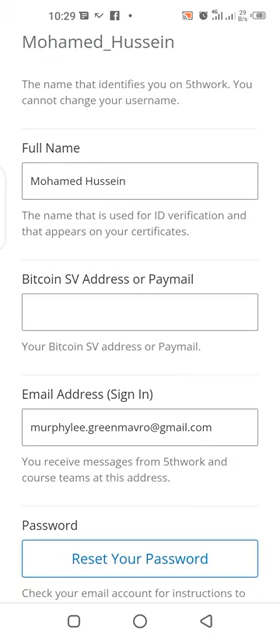 10:29
4G
29
B/s
48
Mohamed_Hussein
The name that identifies you on 5thwork. You
cannot change your username.
Full Name
Mohamed Hussein
The name that is used for ID verification and
that appears on your certificates.
Bitcoin SV Address or Paymail
Your Bitcoin SV address or Paymail.
Email Address (Sign In)
murphylee.greenmavro@gmail.com
You receive messages from 5thwork and
course teams at this address.
Password
Reset Your Password
Check your email account for instructions to